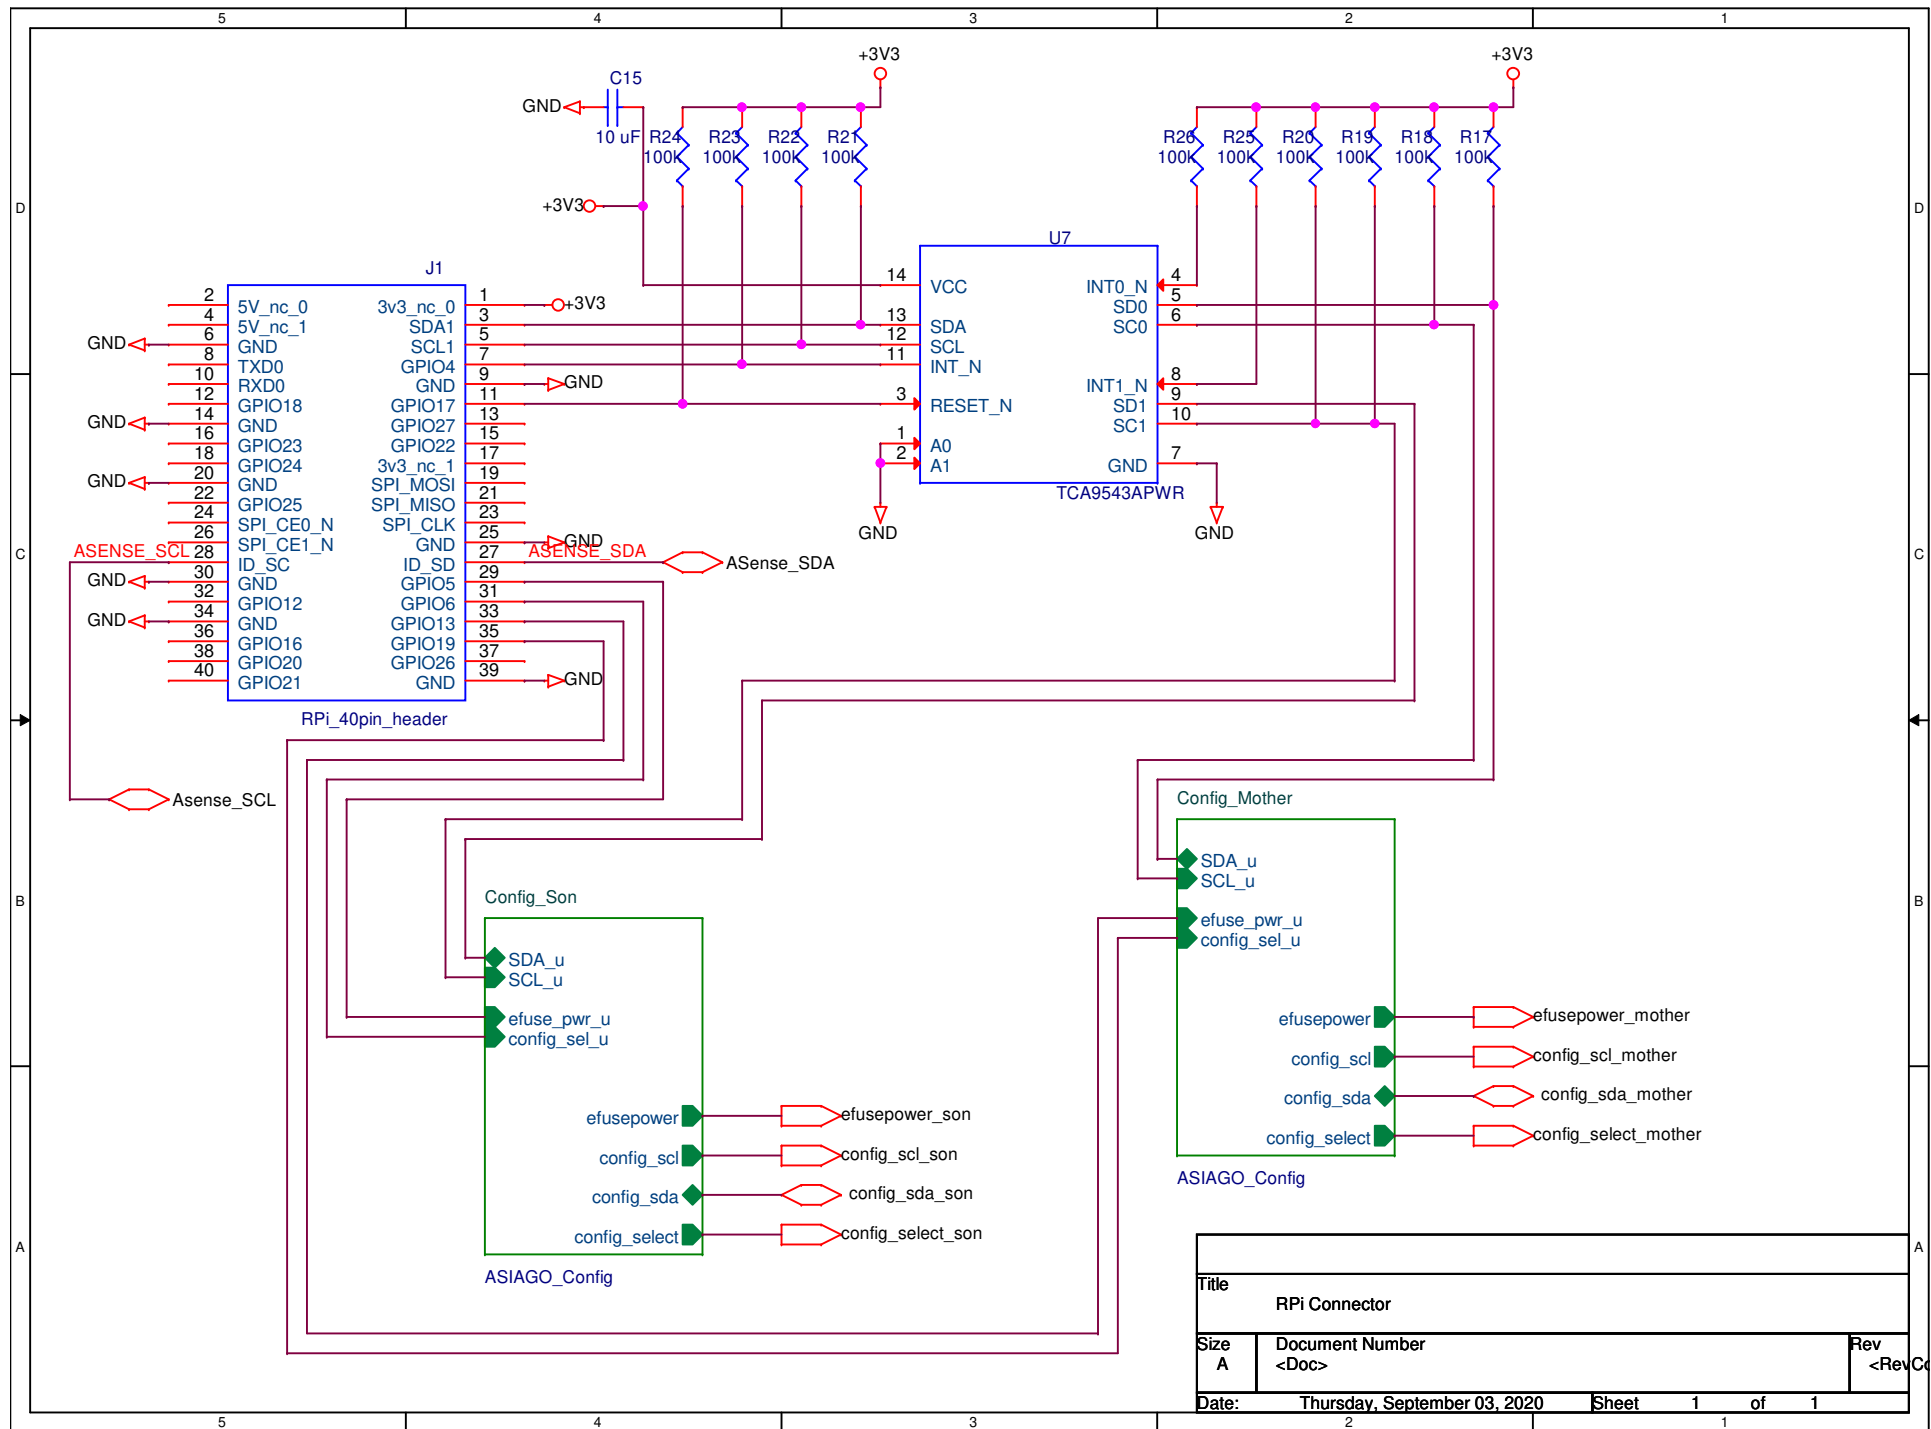 5 4 3 2 1
+3V3
+3V3
C15
GND
10 uF
R24 100K
R23 100K
R22 100K
R21 100K
R26 100K
R25 100K
R20 100K
R19 100K
R18 100K
R17 100K
D
D
+3V3
U7
14 VCC
13 SDA
12 SCL
11 INT_N
3 RESET_N
1 A0
2 A1
INT0_N 4
SD0 5
SC0 6
INT1_N 8
SD1 9
SC1 10
GND 7
TCA9543APWR
GND
GND
J1
2 5V_nc_0 3v3_nc_0 1 +3V3
4 5V_nc_1 SDA1 3
GND 6 GND SCL1 5
8 TXD0 GPIO4 7
10 RXD0 GND 9 GND
12 GPIO18 GPIO17 11
GND 14 GND GPIO27 13
16 GPIO23 GPIO22 15
18 GPIO24 3v3_nc_1 17
GND 20 GND SPI_MOSI 19
22 GPIO25 SPI_MISO 21
24 SPI_CE0_N SPI_CLK 23
26 SPI_CE1_N GND 25 GND
ASENSE_SCL 28 ID_SC ID_SD 27 ASENSE_SDA ASense_SDA
GND 30 GND GPIO5 29
32 GPIO12 GPIO6 31
GND 34 GND GPIO13 33
36 GPIO16 GPIO19 35
38 GPIO20 GPIO26 37
40 GPIO21 GND 39 GND
RPi_40pin_header
C
C
Asense_SCL
Config_Mother
SDA_u
SCL_u
efuse_pwr_u
config_sel_u
efusepower efusepower_mother
config_scl config_scl_mother
config_sda config_sda_mother
config_select config_select_mother
ASIAGO_Config
B
B
Config_Son
SDA_u
SCL_u
efuse_pwr_u
config_sel_u
efusepower efusepower_son
config_scl config_scl_son
config_sda config_sda_son
config_select config_select_son
ASIAGO_Config
A
A
Title
RPi Connector
Size Document Number Rev
A <Doc>
Date: Thursday, September 03, 2020 Sheet 1 of 1
5 4 3 2 1